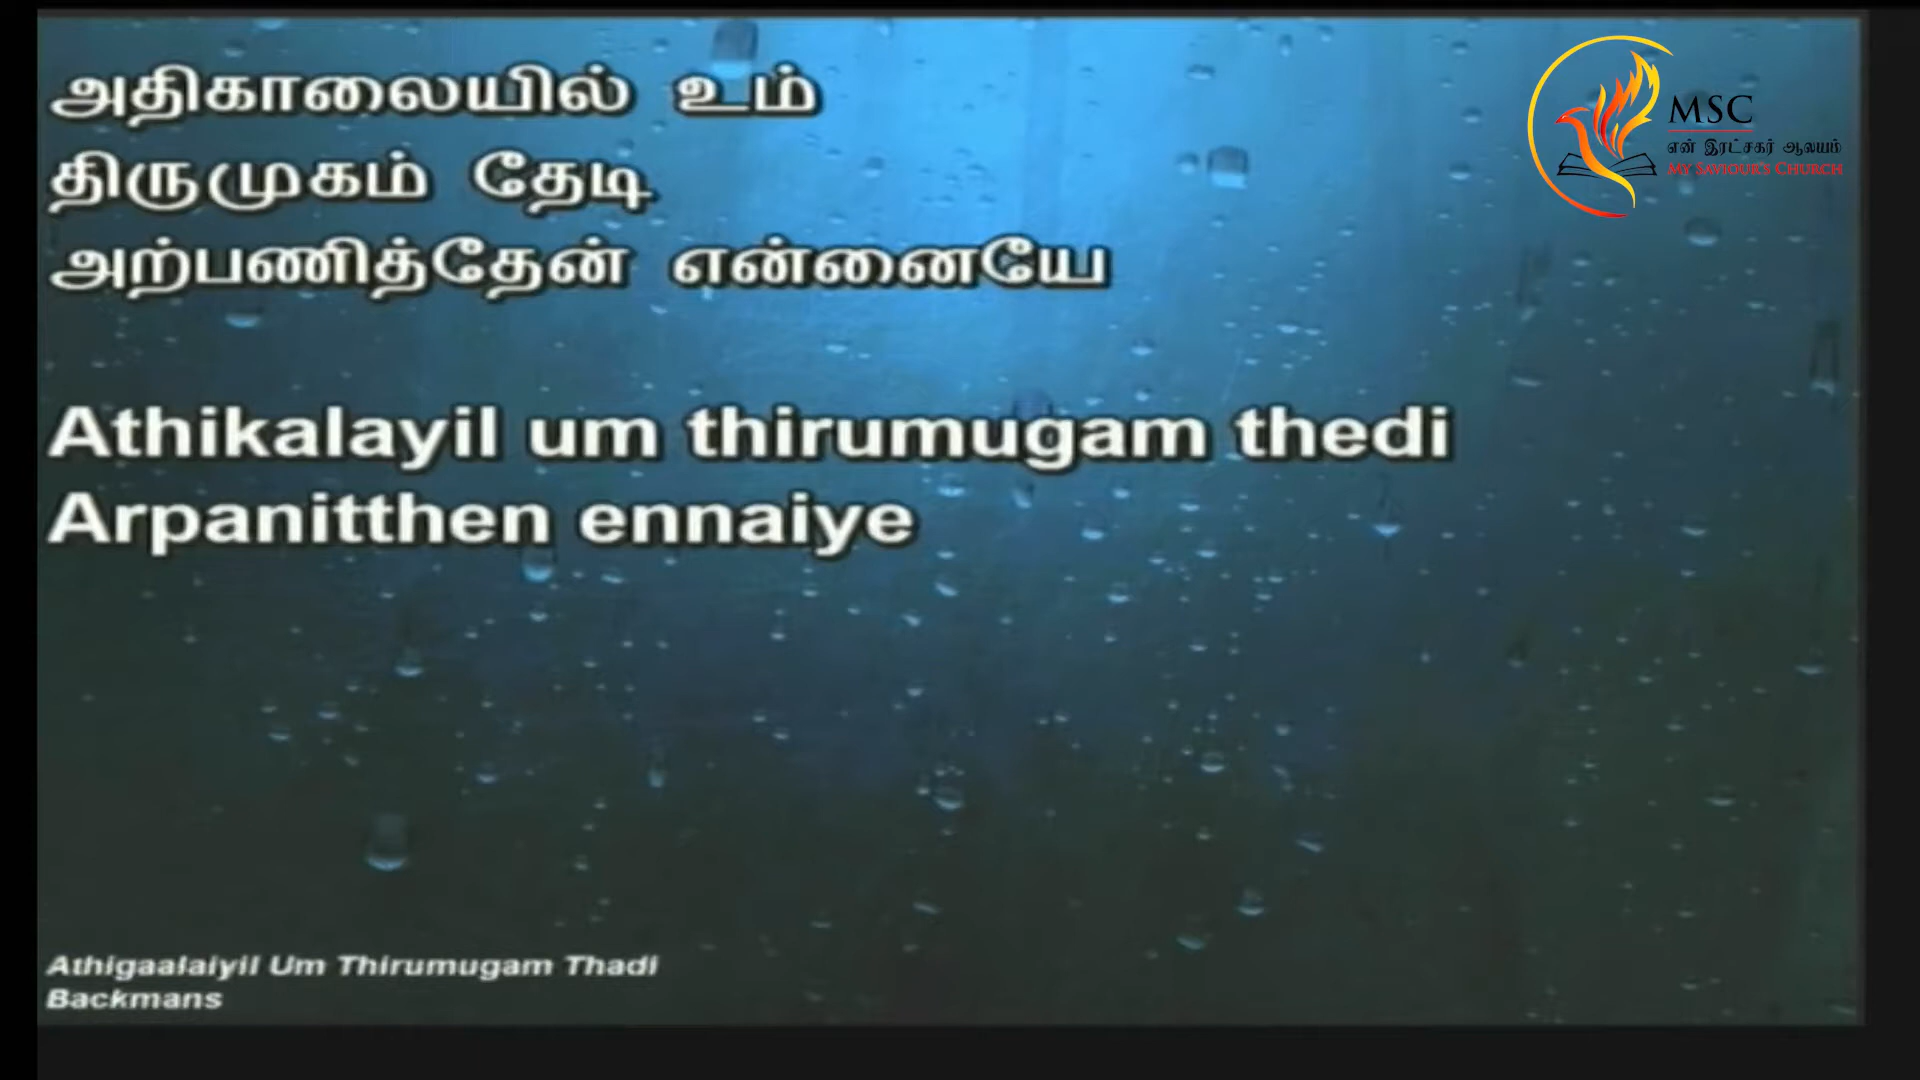 அதிகாலையில் உம்
திருமுகம் தேடி
அற்பணித்தேன் என்னையே
Athikalayil um thirumugam thedi
Arpanitthen ennaiye
Athigaalaiyil Um Thirumugam Thadi
Backmans
MSC
என் இரட்சகர் ஆலயம்
MY SAVIOUR'S CHURCH